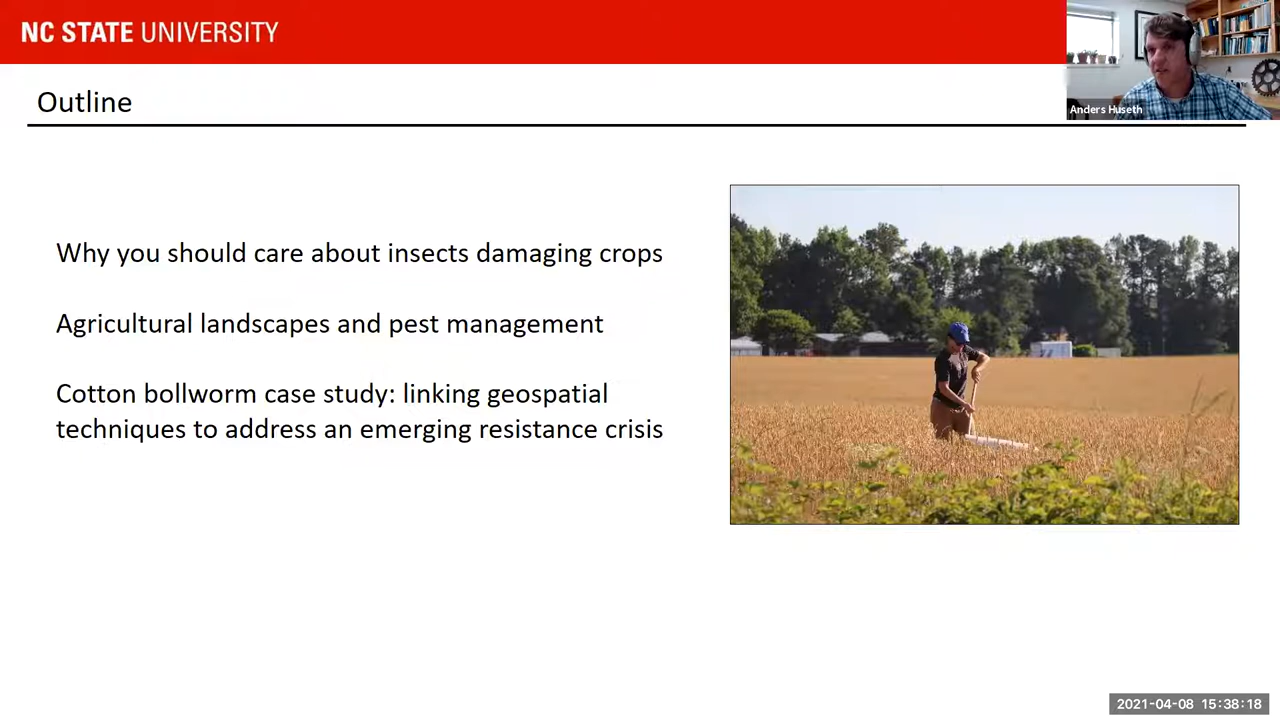 NC STATE UNIVERSITY
Outline
Anders Huseth
Why you should care about insects damaging crops
Agricultural landscapes and pest management
Cotton bollworm case study: linking geospatial
techniques to address an emerging resistance crisis
2021-04-08 15:38:18